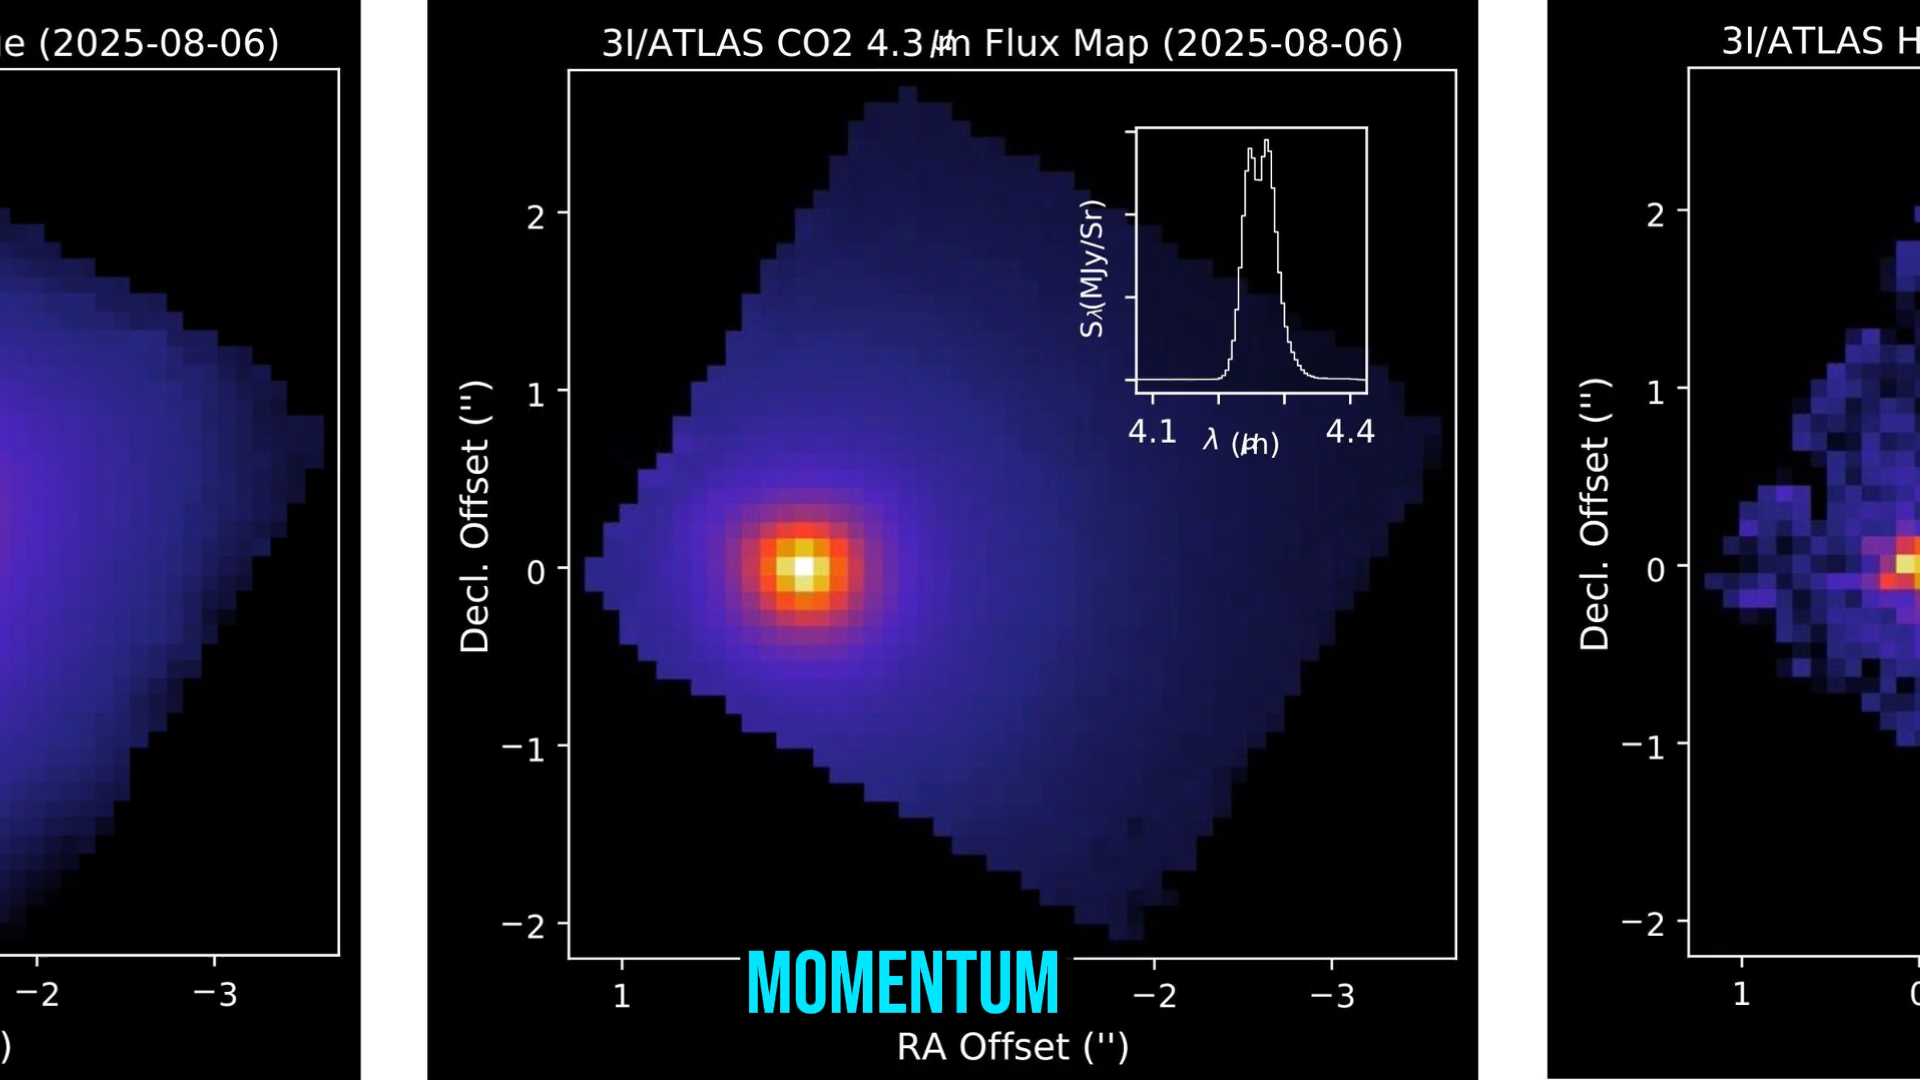 e (2025-08-06)
−2
−3
)
3I/ATLAS CO2 4.3 μm Flux Map (2025-08-06)
Decl. Offset ('')
2
1
0
−1
−2
Sλ(MJy/Sr)
4.1
4.4
λ (μm)
1
−2
−3
MOMENTUM
RA Offset ('')
3I/ATLAS H
Decl. Offset ('')
2
1
0
−1
−2
1
0